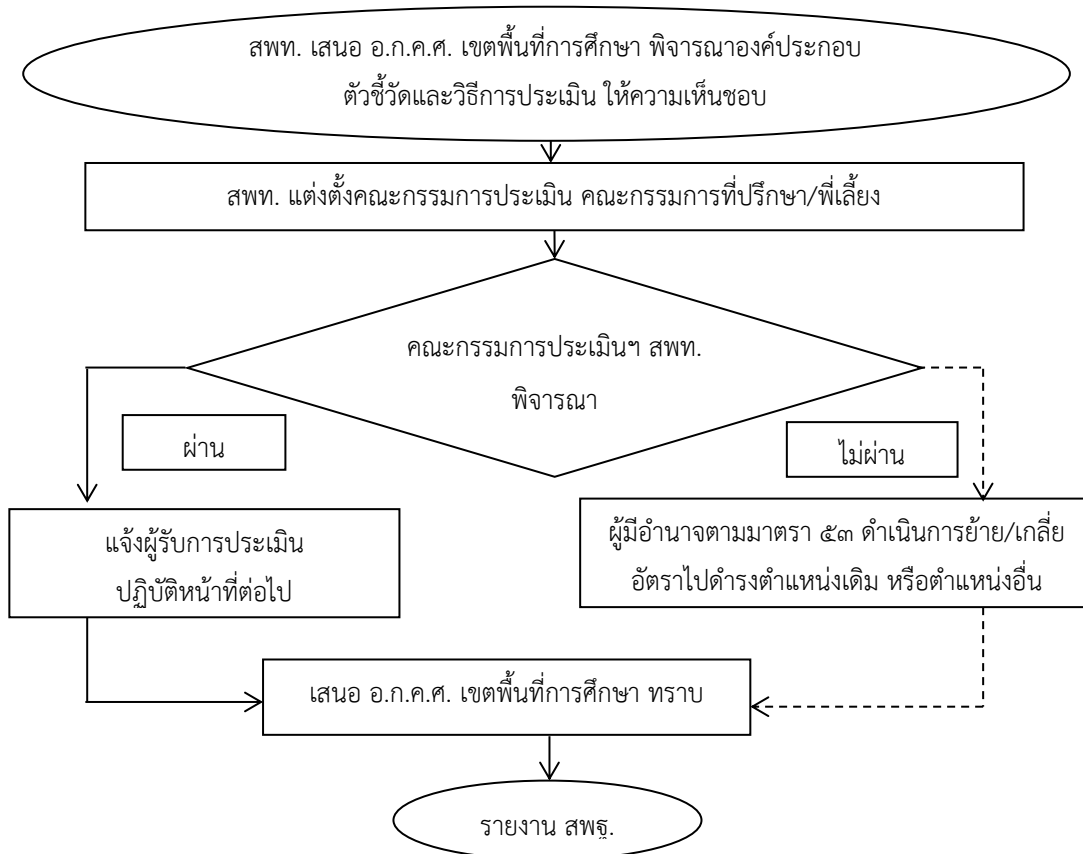 สพท. เสนอ อ.ก.ค.ศ. เขตพื้นที่การศึกษา พิจารณาองค์ประกอบ
ตัวชี้วัดและวิธีการประเมิน ให้ความเห็นชอบ
สพท. แต่งตั้งคณะกรรมการประเมิน คณะกรรมการที่ปรึกษา/พี่เลี้ยง
คณะกรรมการประเมินฯ สพท.
พิจารณา
ผ่าน
ไม่ผ่าน
แจ้งผู้รับการประเมิน
ปฏิบัติหน้าที่ต่อไป
ผู้มีอำนาจตามมาตรา ๕๓ ดำเนินการย้าย/เกลี่ย
อัตราไปดำรงตำแหน่งเดิม หรือตำแหน่งอื่น
เสนอ อ.ก.ค.ศ. เขตพื้นที่การศึกษา ทราบ
รายงาน สพฐ.